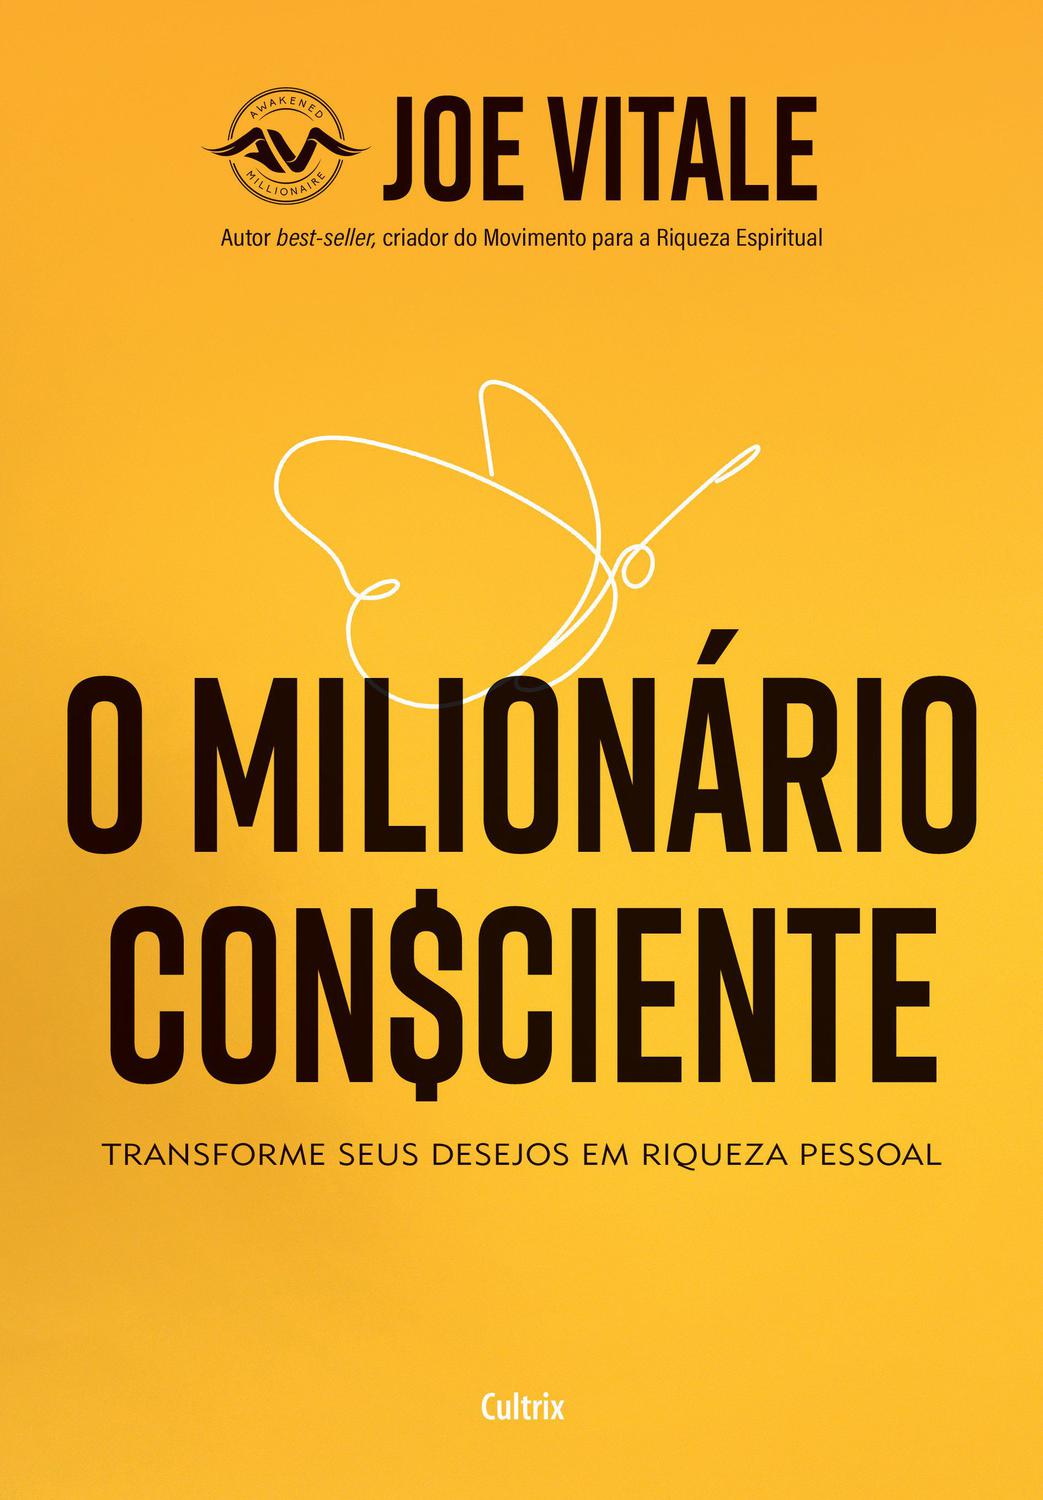 AWAKENED
MILLIONAIRE
JOE VITALE
Autor best-seller, criador do Movimento para a Riqueza Espiritual
O MILIONÁRIO
CON$CIENTE
TRANSFORME SEUS DESEJOS EM RIQUEZA PESSOAL
Cultrix